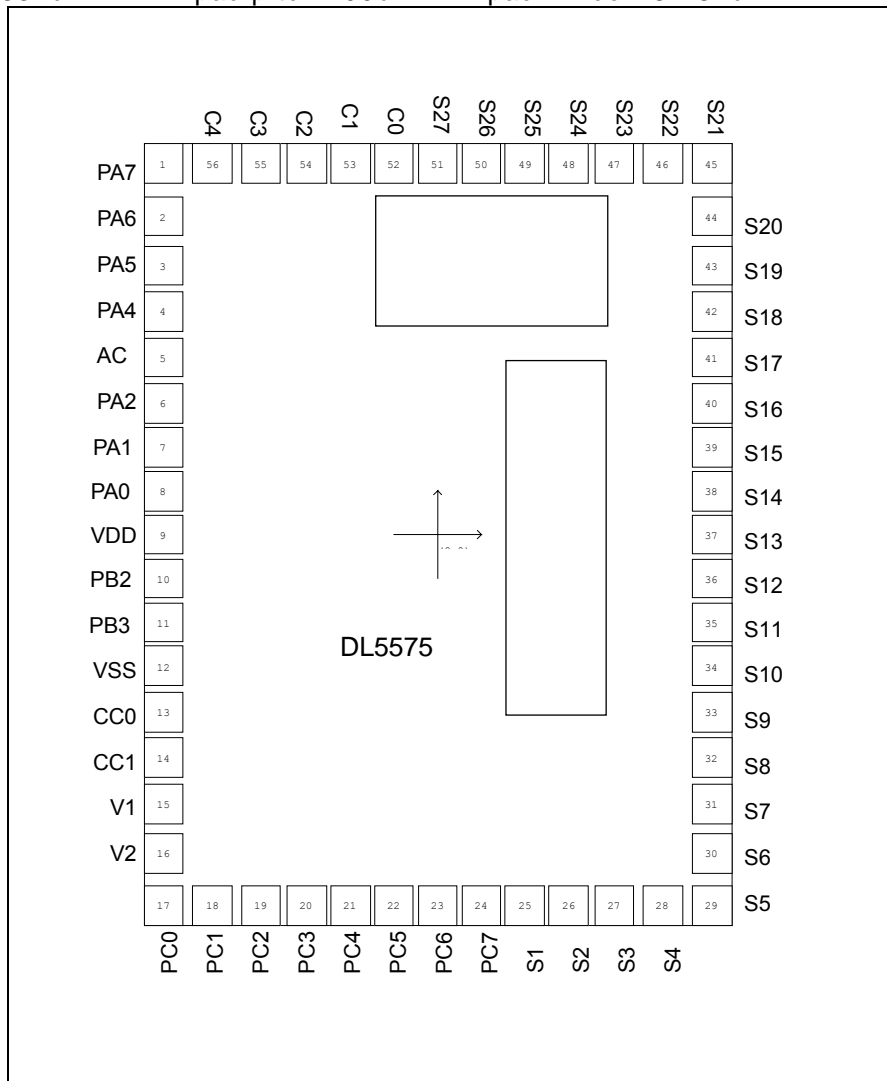 C4 C3 C2 C1 C0 S27 S26 S25 S24 S23 S22 S21
PA7 1 56 55 54 53 52 51 50 49 48 47 46 45
PA6 2 44 S20
PA5 3 43 S19
PA4 4 42 S18
AC 5 41 S17
PA2 6 40 S16
PA1 7 39 S15
PA0 8 38 S14
VDD 9 37 S13
PB2 10 36 S12
PB3 11 35 S11
DL5575
VSS 12 34 S10
CC0 13 33 S9
CC1 14 32 S8
V1 15 31 S7
V2 16 30 S6
17 18 19 20 21 22 23 24 25 26 27 28 29 S5
PC0 PC1 PC2 PC3 PC4 PC5 PC6 PC7 S1 S2 S3 S4